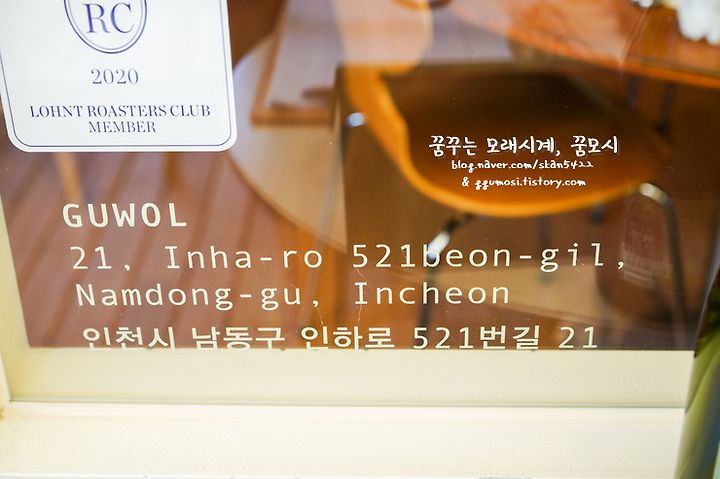 RC
2020
LOHNT ROASTERS CLUB
MEMBER
꿈꾸는 모래시계, 꿈모시
blog.naver.com/stan5422
& ggumosi.tistory.com
GUWOL
21, Inha-ro 521beon-gil,
Namdong-gu, Incheon
인천시 남동구 인하로 521번길 21